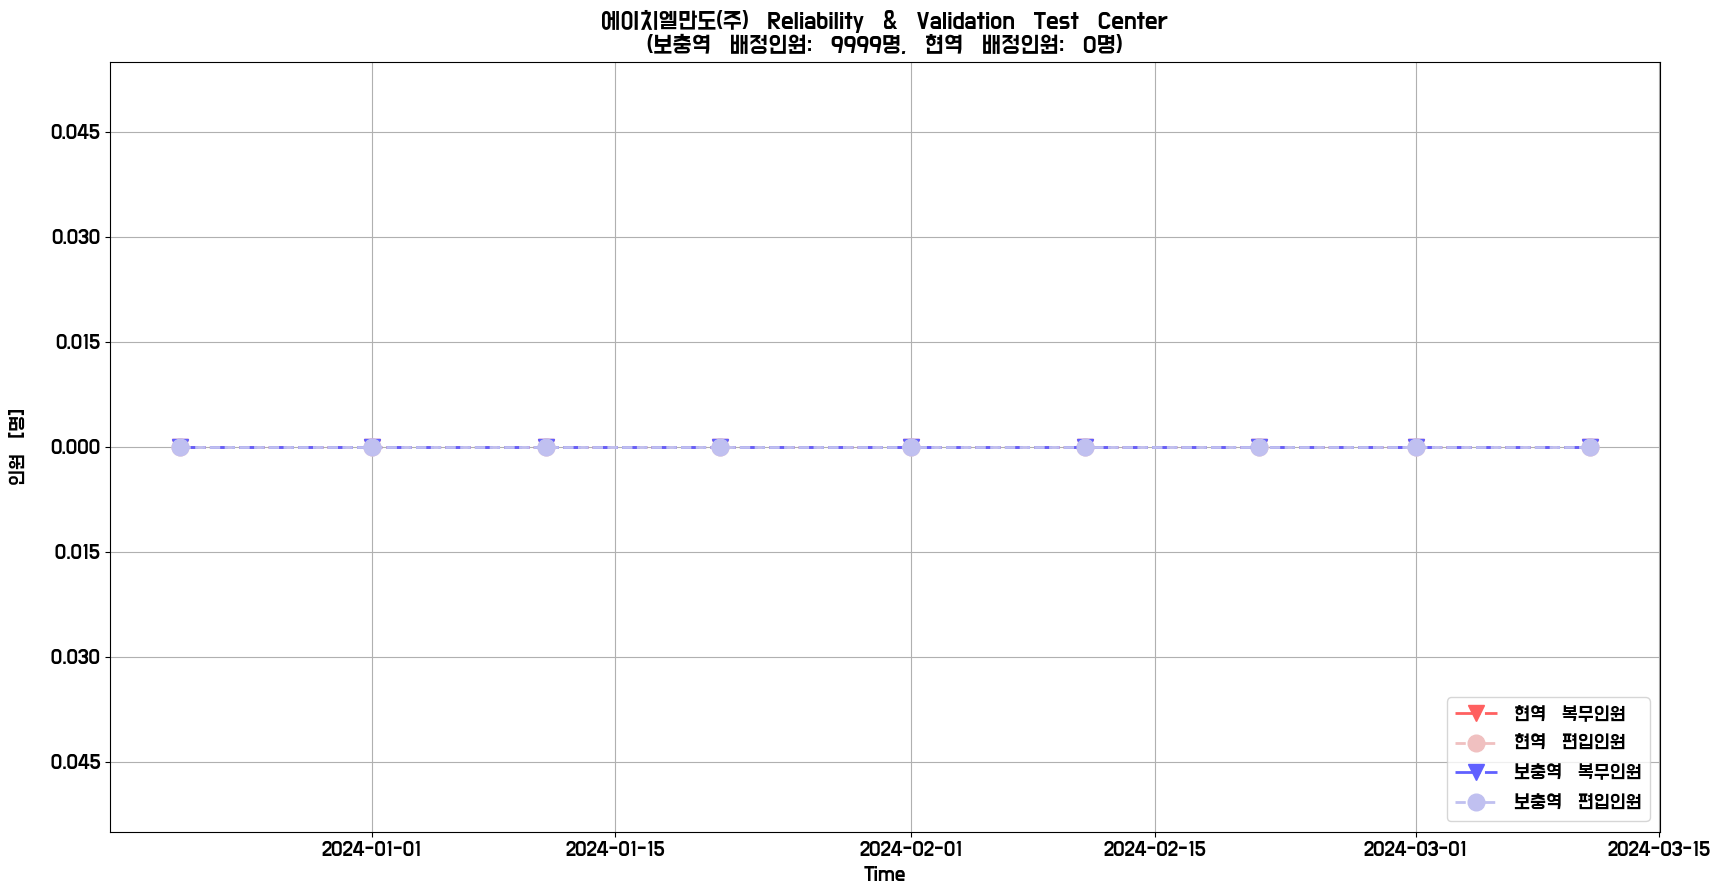 에이치엘만도(주) Reliability & Validation Test Center
(보충역 배정인원: 9999명, 현역 배정인원: 0명)
인원 [명]
0.045
0.030
0.015
0.000
0.015
0.030
0.045
현역 복무인원
현역 편입인원
보충역 복무인원
보충역 편입인원
2024-01-01
2024-01-15
2024-02-01
2024-02-15
2024-03-01
2024-03-15
Time